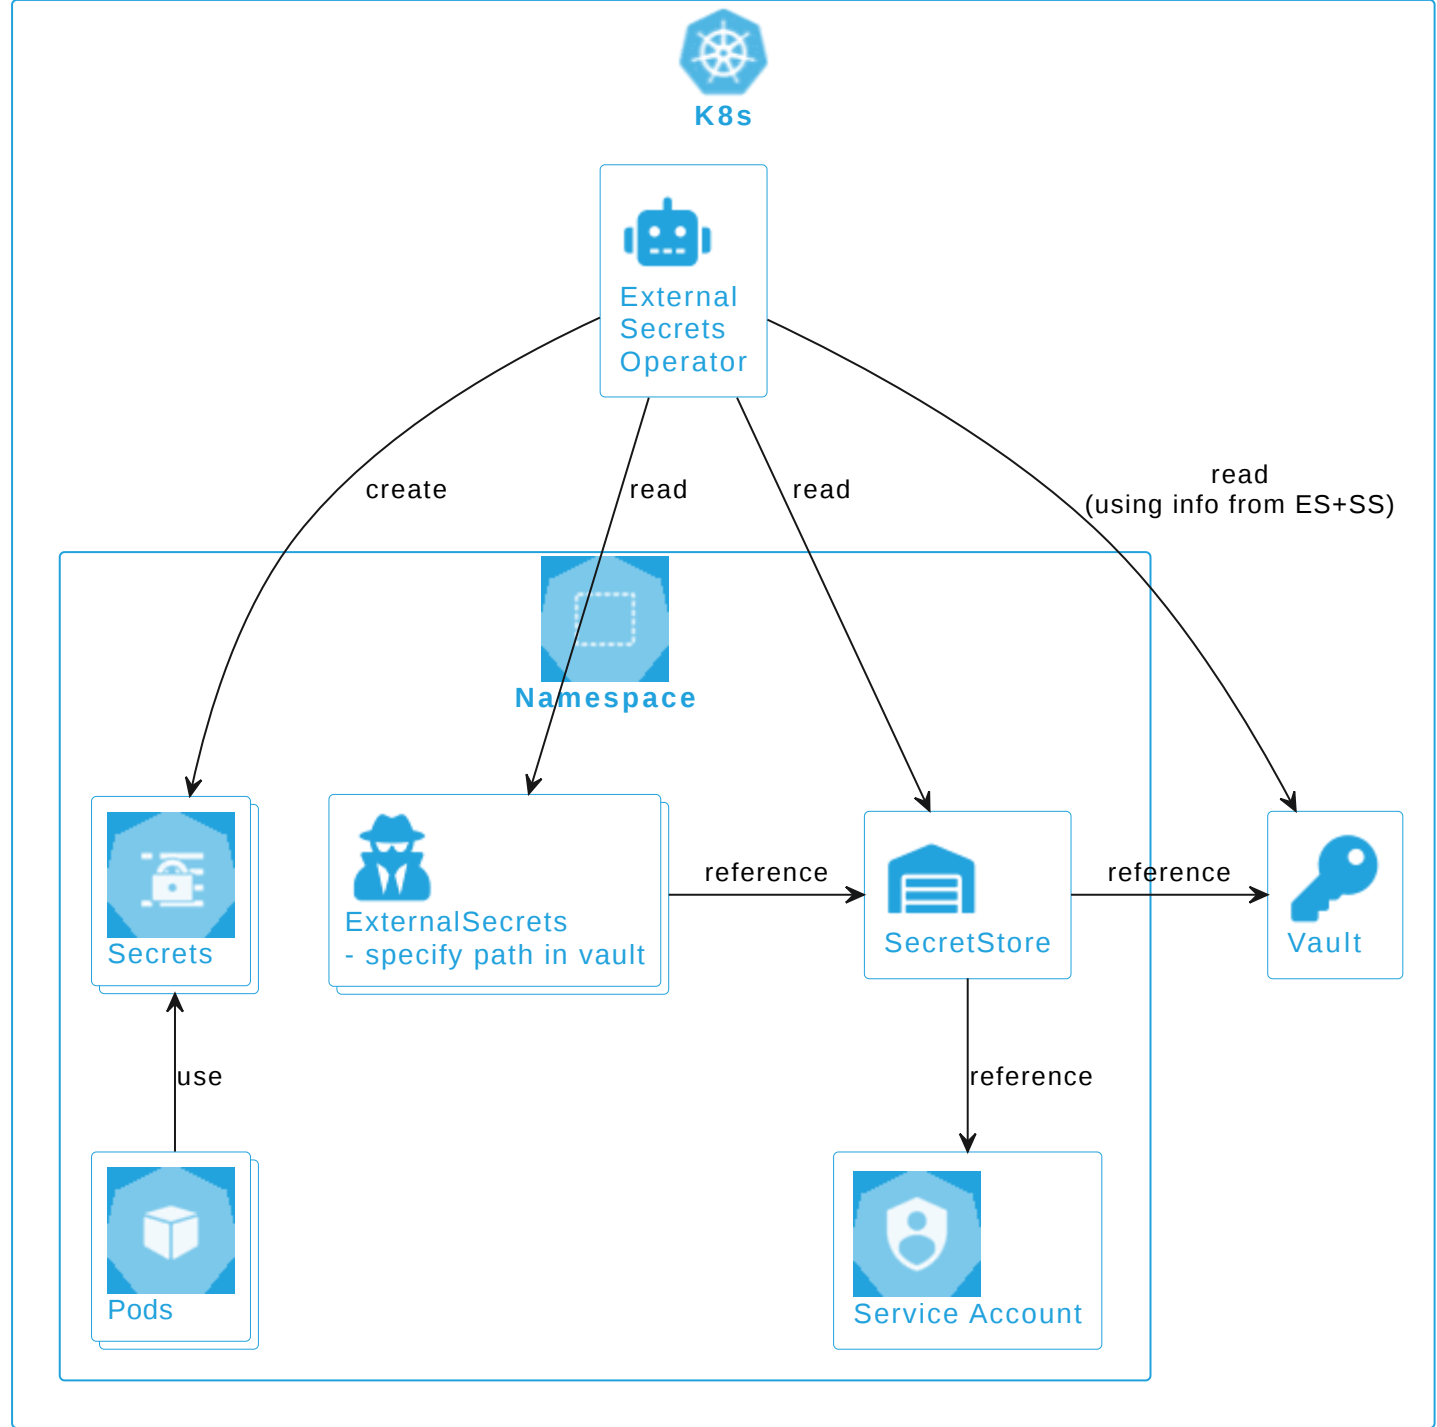 K8s
External
Secrets
Operator
create
read
read
read
(using info from ES+SS)
Namespace
Secrets
ExternalSecrets
- specify path in vault
reference
SecretStore
reference
Vault
use
reference
Pods
Service Account